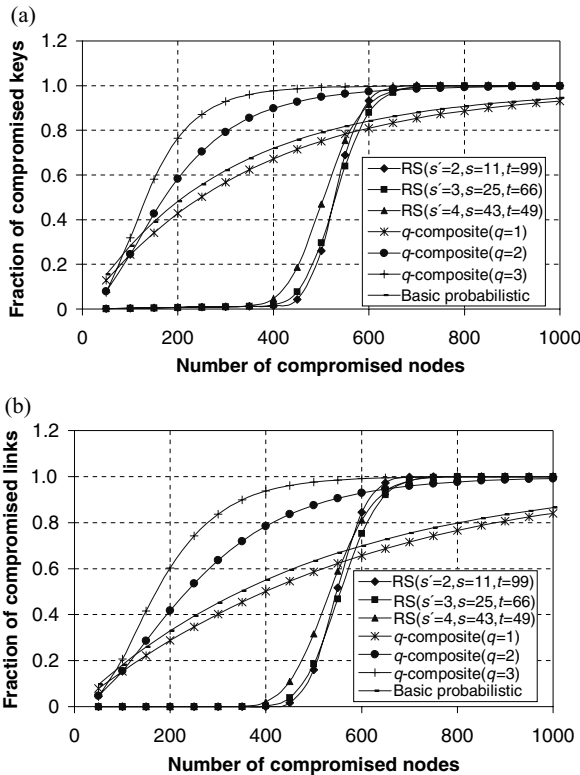 (a)
Fraction of compromised keys
1.2
1.0
0.8
0.6
0.4
0.2
0
0 200 400 600 800 1000
Number of compromised nodes
RS(s´=2,s=11,t=99)
RS(s´=3,s=25,t=66)
RS(s´=4,s=43,t=49)
q-composite(q=1)
q-composite(q=2)
q-composite(q=3)
Basic probabilistic
(b)
Fraction of compromised links
1.2
1.0
0.8
0.6
0.4
0.2
0
0 200 400 600 800 1000
Number of compromised nodes
RS(s´=2,s=11,t=99)
RS(s´=3,s=25,t=66)
RS(s´=4,s=43,t=49)
q-composite(q=1)
q-composite(q=2)
q-composite(q=3)
Basic probabilistic